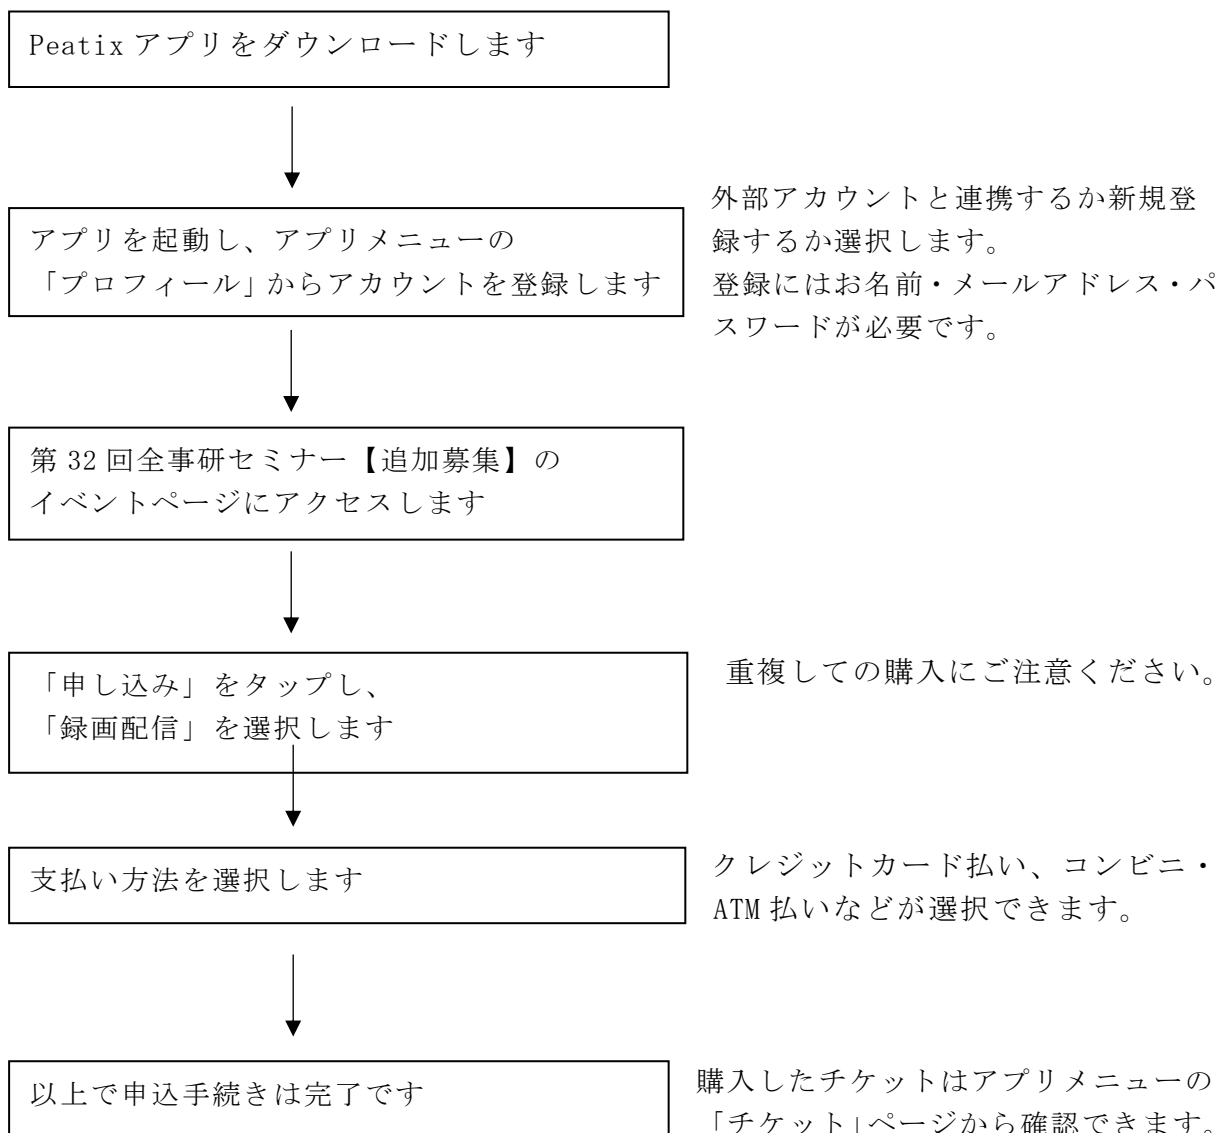 Peatix アプリをダウンロードします
アプリを起動し、アプリメニューの
「プロフィール」からアカウントを登録します
外部アカウントと連携するか新規登
録するか選択します。
登録にはお名前・メールアドレス・パ
スワードが必要です。
第 32 回全事研セミナー【追加募集】の
イベントページにアクセスします
「申し込み」をタップし、
「録画配信」を選択します
重複しての購入にご注意ください。
支払い方法を選択します
クレジットカード払い、コンビニ・
ATM 払いなどが選択できます。
以上で申込手続きは完了です
購入したチケットはアプリメニューの
「チケット」ページから確認できます。